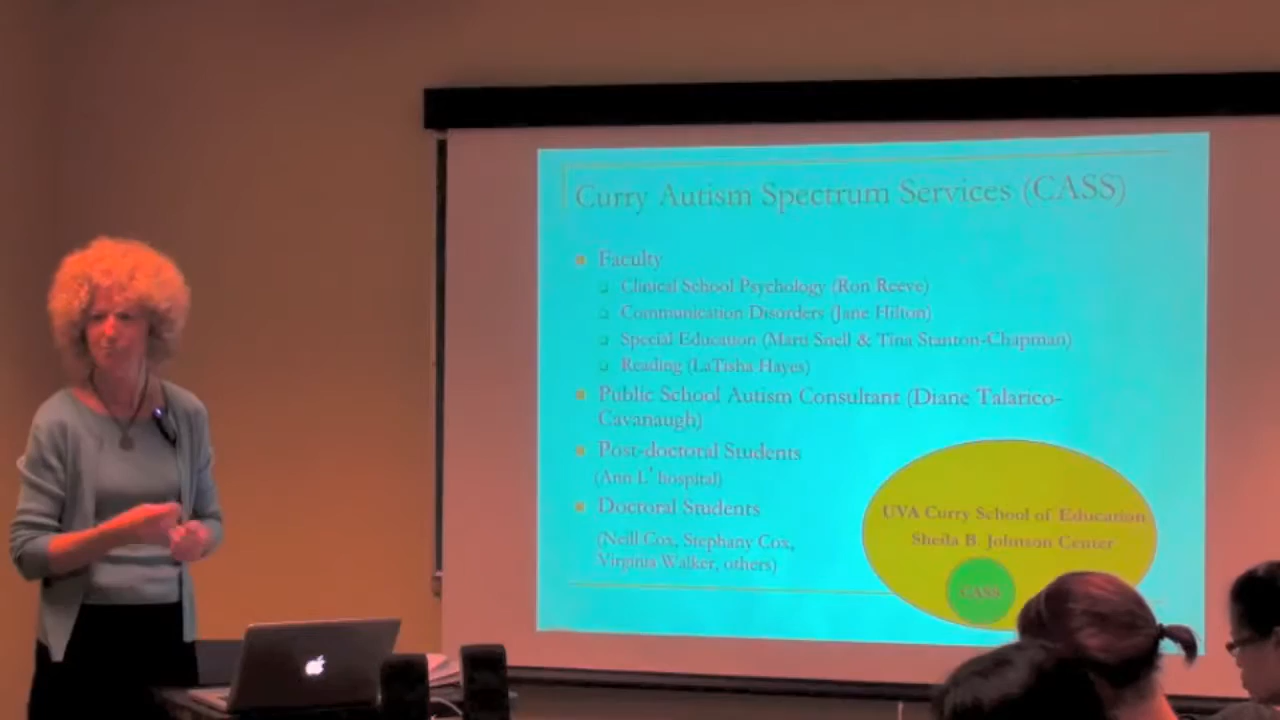 Curry Autism Spectrum Services (CASS)
Faculty
Clinical School Psychology (Ron Reeve)
Communication Disorders (Jane Hilton)
Special Education (Marti Snell & Tina Stanton-Chapman)
Reading (LaTisha Hayes)
Public School Autism Consultant (Diane Talarico-
Cavanaugh)
Post-doctoral Students
(Ann L' hospital)
Doctoral Students
(Neill Cox, Stephany Cox,
Virginia Walker, others)
UVA Curry School of Education
Sheila B. Johnson Center
CASS